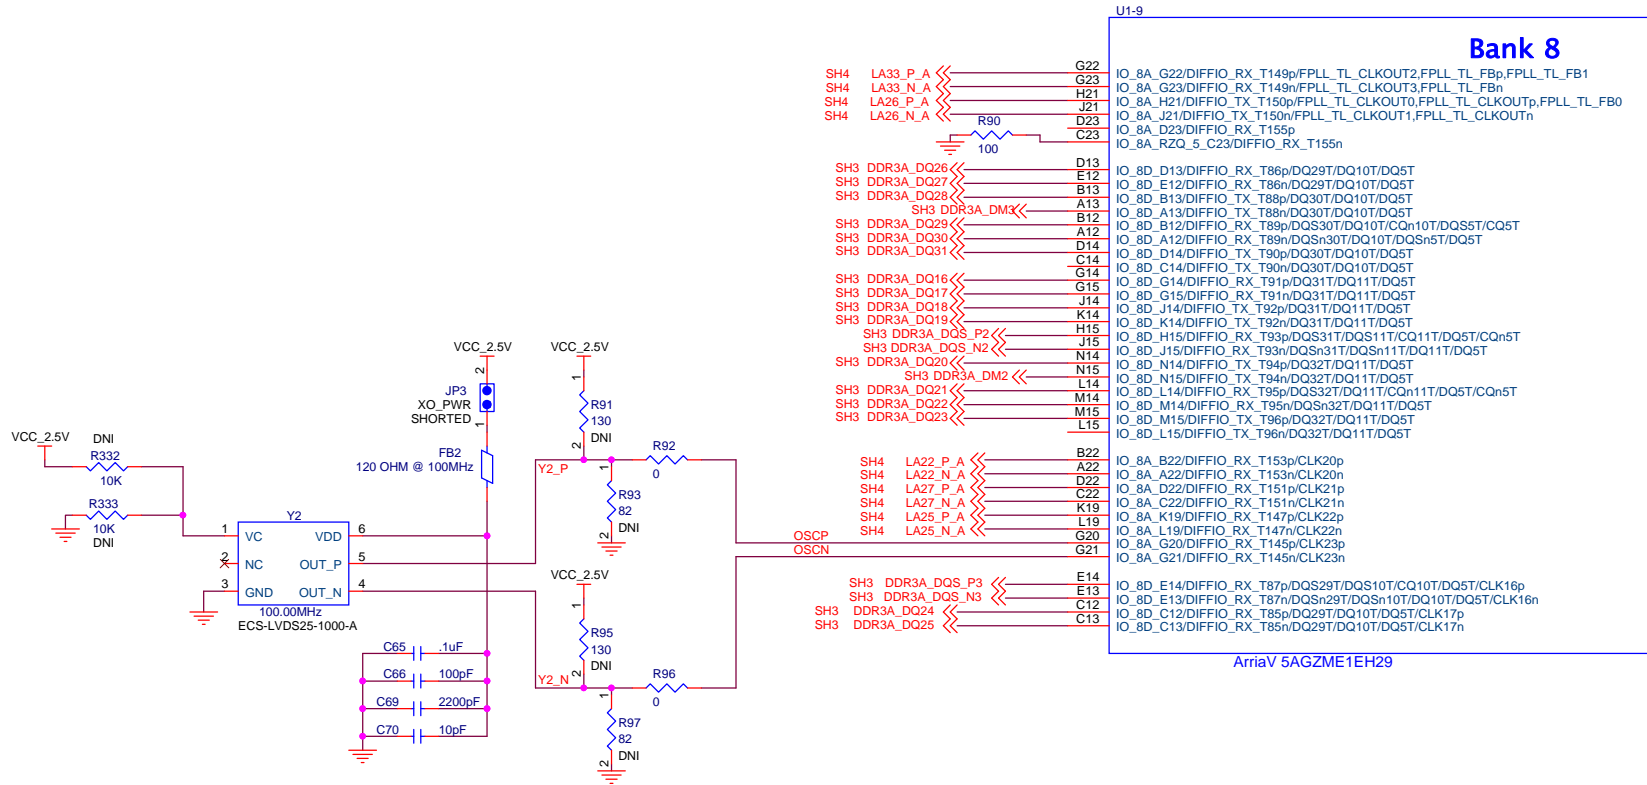 U1-9
Bank 8
SH4 LA33_P_A G22 IO_8A_G22/DIFFIO_RX_T149p/FPLL_TL_CLKOUT2,FPLL_TL_FBp,FPLL_TL_FB1
SH4 LA33_N_A G23 IO_8A_G23/DIFFIO_RX_T149n/FPLL_TL_CLKOUT3,FPLL_TL_FBn
SH4 LA26_P_A H21 IO_8A_H21/DIFFIO_TX_T150p/FPLL_TL_CLKOUT0,FPLL_TL_CLKOUTp,FPLL_TL_FB0
SH4 LA26_N_A J21 IO_8A_J21/DIFFIO_TX_T150n/FPLL_TL_CLKOUT1,FPLL_TL_CLKOUTn
R90 D23 IO_8A_D23/DIFFIO_RX_T155p
100 C23 IO_8A_RZQ_5_C23/DIFFIO_RX_T155n
SH3 DDR3A_DQ26 D13 IO_8D_D13/DIFFIO_RX_T86p/DQ29T/DQ10T/DQ5T
SH3 DDR3A_DQ27 E12 IO_8D_E12/DIFFIO_RX_T86n/DQ29T/DQ10T/DQ5T
SH3 DDR3A_DQ28 B13 IO_8D_B13/DIFFIO_TX_T88p/DQ30T/DQ10T/DQ5T
SH3 DDR3A_DM3 A13 IO_8D_A13/DIFFIO_TX_T88n/DQ30T/DQ10T/DQ5T
SH3 DDR3A_DQ29 B12 IO_8D_B12/DIFFIO_RX_T89p/DQS30T/DQ10T/CQn10T/DQS5T/CQ5T
SH3 DDR3A_DQ30 A12 IO_8D_A12/DIFFIO_RX_T89n/DQSn30T/DQ10T/DQSn5T/DQ5T
SH3 DDR3A_DQ31 D14 IO_8D_D14/DIFFIO_TX_T90p/DQ30T/DQ10T/DQ5T
C14 IO_8D_C14/DIFFIO_TX_T90n/DQ30T/DQ10T/DQ5T
SH3 DDR3A_DQ16 G14 IO_8D_G14/DIFFIO_RX_T91p/DQ31T/DQ11T/DQ5T
SH3 DDR3A_DQ17 G15 IO_8D_G15/DIFFIO_RX_T91n/DQ31T/DQ11T/DQ5T
SH3 DDR3A_DQ18 J14 IO_8D_J14/DIFFIO_TX_T92p/DQ31T/DQ11T/DQ5T
SH3 DDR3A_DQ19 K14 IO_8D_K14/DIFFIO_TX_T92n/DQ31T/DQ11T/DQ5T
SH3 DDR3A_DQS_P2 H15 IO_8D_H15/DIFFIO_RX_T93p/DQS31T/DQS11T/CQ11T/DQ5T/CQn5T
SH3 DDR3A_DQS_N2 J15 IO_8D_J15/DIFFIO_RX_T93n/DQSn31T/DQSn11T/DQ11T/DQ5T
SH3 DDR3A_DQ20 N14 IO_8D_N14/DIFFIO_TX_T94p/DQ32T/DQ11T/DQ5T
SH3 DDR3A_DM2 N15 IO_8D_N15/DIFFIO_TX_T94n/DQ32T/DQ11T/DQ5T
SH3 DDR3A_DQ21 L14 IO_8D_L14/DIFFIO_RX_T95p/DQS32T/DQ11T/CQn11T/DQ5T/CQn5T
SH3 DDR3A_DQ22 M14 IO_8D_M14/DIFFIO_RX_T95n/DQSn32T/DQ11T/DQ5T
SH3 DDR3A_DQ23 M15 IO_8D_M15/DIFFIO_TX_T96p/DQ32T/DQ11T/DQ5T
L15 IO_8D_L15/DIFFIO_TX_T96n/DQ32T/DQ11T/DQ5T
SH4 LA22_P_A B22 IO_8A_B22/DIFFIO_RX_T153p/CLK20p
SH4 LA22_N_A A22 IO_8A_A22/DIFFIO_RX_T153n/CLK20n
SH4 LA27_P_A D22 IO_8A_D22/DIFFIO_RX_T151p/CLK21p
SH4 LA27_N_A C22 IO_8A_C22/DIFFIO_RX_T151n/CLK21n
SH4 LA25_P_A K19 IO_8A_K19/DIFFIO_RX_T147p/CLK22p
SH4 LA25_N_A L19 IO_8A_L19/DIFFIO_RX_T147n/CLK22n
OSCP G20 IO_8A_G20/DIFFIO_RX_T145p/CLK23p
OSCN G21 IO_8A_G21/DIFFIO_RX_T145n/CLK23n
SH3 DDR3A_DQS_P3 E14 IO_8D_E14/DIFFIO_RX_T87p/DQS29T/DQS10T/CQ10T/DQ5T/CLK16p
SH3 DDR3A_DQS_N3 E13 IO_8D_E13/DIFFIO_RX_T87n/DQSn29T/DQSn10T/DQ10T/DQ5T/CLK16n
SH3 DDR3A_DQ24 C12 IO_8D_C12/DIFFIO_RX_T85p/DQ29T/DQ10T/DQ5T/CLK17p
SH3 DDR3A_DQ25 C13 IO_8D_C13/DIFFIO_RX_T85n/DQ29T/DQ10T/DQ5T/CLK17n
ArriaV 5AGZME1EH29
VCC_2.5V
2
JP3
XO_PWR
SHORTED
1
FB2
120 OHM @ 100MHz
VCC_2.5V
1
R91
130
2
DNI
Y2_P
R92
0
1
R93
82
DNI
2
VCC_2.5V
DNI
R332
10K
R333
10K
DNI
Y2
1 VC VDD 6
2 NC OUT_P 5
3 GND OUT_N 4
100.00MHz
ECS-LVDS25-1000-A
VCC_2.5V
1
R95
130
DNI
2
Y2_N
R96
0
1
R97
82
DNI
2
C65 .1uF
C66 100pF
C69 2200pF
C70 10pF